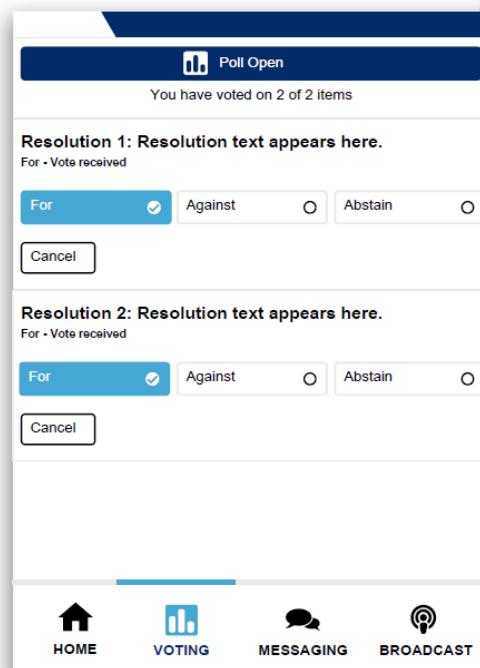 Poll Open
You have voted on 2 of 2 items
Resolution 1: Resolution text appears here.
For - Vote received
For Against Abstain
Cancel
Resolution 2: Resolution text appears here.
For - Vote received
For Against Abstain
Cancel
HOME VOTING MESSAGING BROADCAST